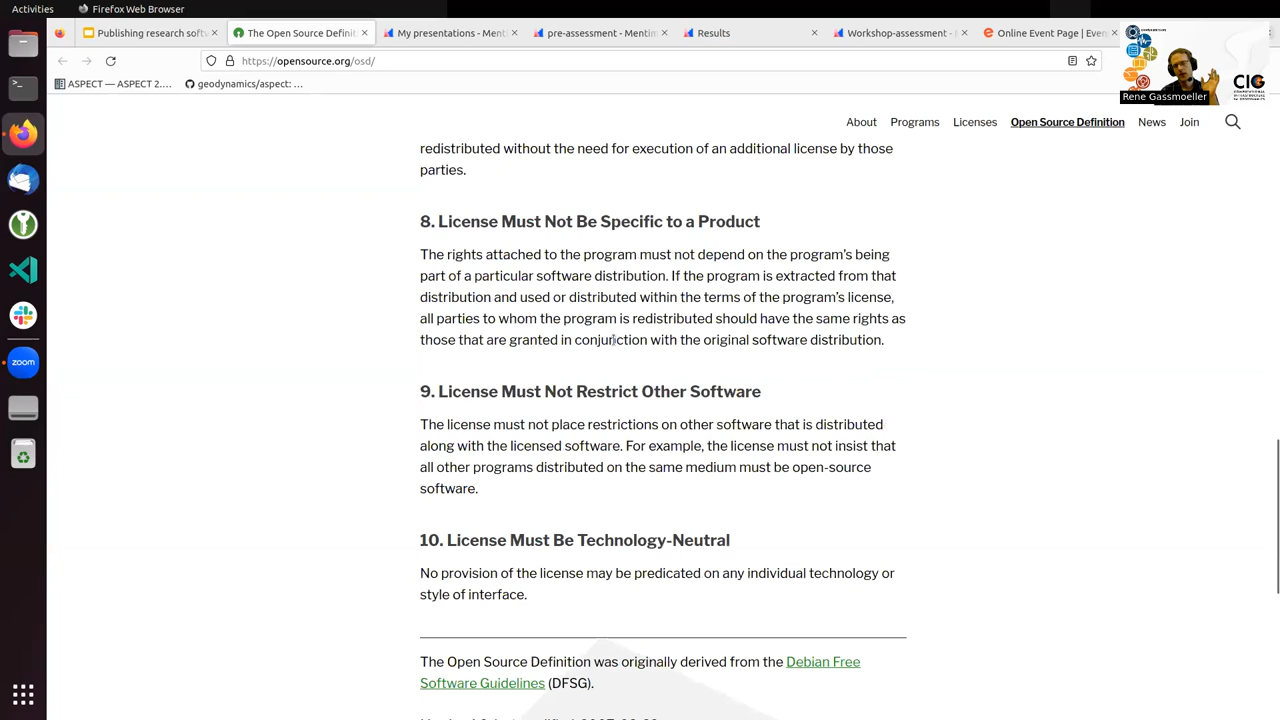 Activities Firefox Web Browser
Publishing research softw
The Open Source Definiti
My presentations - Menti
pre-assessment - Mentim
Results
Workshop-assessment -
Online Event Page | Even
https://opensource.org/osd/
ASPECT — ASPECT 2....
geodynamics/aspect: ...
Rene Gassmoeller
CIG
About Programs Licenses Open Source Definition News Join
redistributed without the need for execution of an additional license by those
parties.
8. License Must Not Be Specific to a Product
The rights attached to the program must not depend on the program’s being
part of a particular software distribution. If the program is extracted from that
distribution and used or distributed within the terms of the program’s license,
all parties to whom the program is redistributed should have the same rights as
those that are granted in conjunction with the original software distribution.
9. License Must Not Restrict Other Software
The license must not place restrictions on other software that is distributed
along with the licensed software. For example, the license must not insist that
all other programs distributed on the same medium must be open-source
software.
10. License Must Be Technology-Neutral
No provision of the license may be predicated on any individual technology or
style of interface.
The Open Source Definition was originally derived from the Debian Free
Software Guidelines (DFSG).
zoom